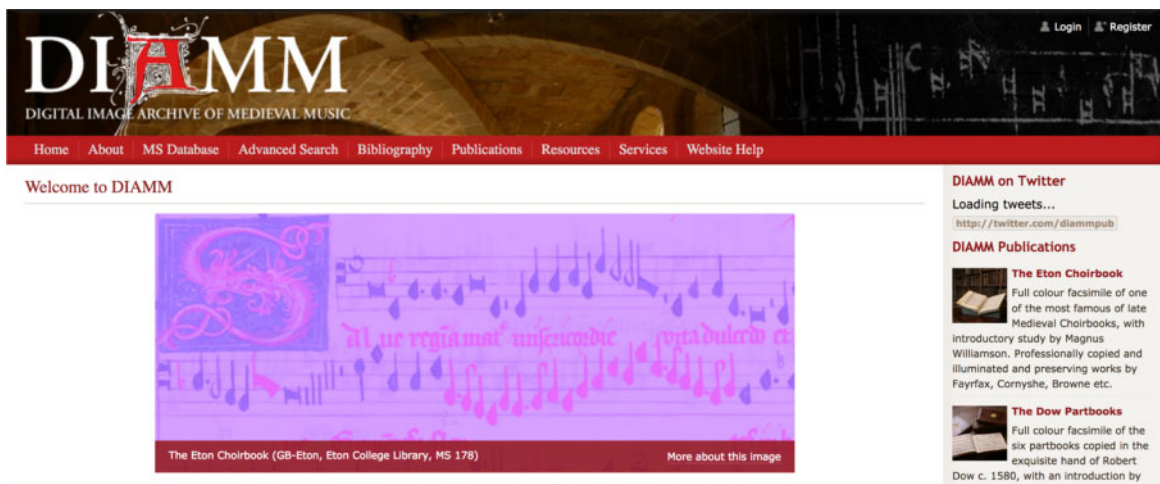 DIAMM
DIGITAL IMAGE ARCHIVE OF MEDIEVAL MUSIC
Login Register
Home About MS Database Advanced Search Bibliography Publications Resources Services Website Help
Welcome to DIAMM
The Eton Choirbook (GB-Eton, Eton College Library, MS 178)
More about this image
DIAMM on Twitter
Loading tweets...
http://twitter.com/diammpub
DIAMM Publications
The Eton Choirbook
Full colour facsimile of one
of the most famous of late
Medieval Choirbooks, with
introductory study by Magnus
Williamson. Professionally copied and
illuminated and preserving works by
Fayrfax, Cornyshe, Browne etc.
The Dow Partbooks
Full colour facsimile of the
six partbooks copied in the
exquisite hand of Robert
Dow c. 1580, with an introduction by